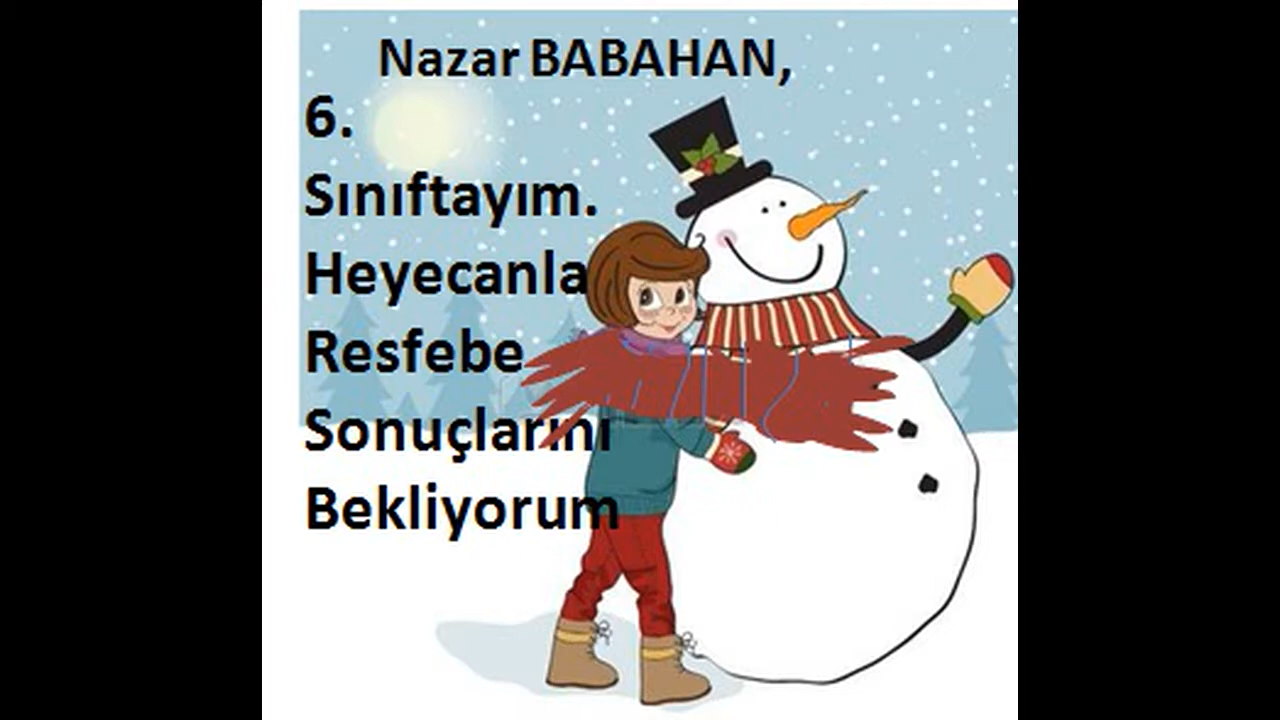 Nazar BABAHAN,
6.
Sınıftayım.
Heyecanla
Resfebe
Sonuçlarını
Bekliyorum